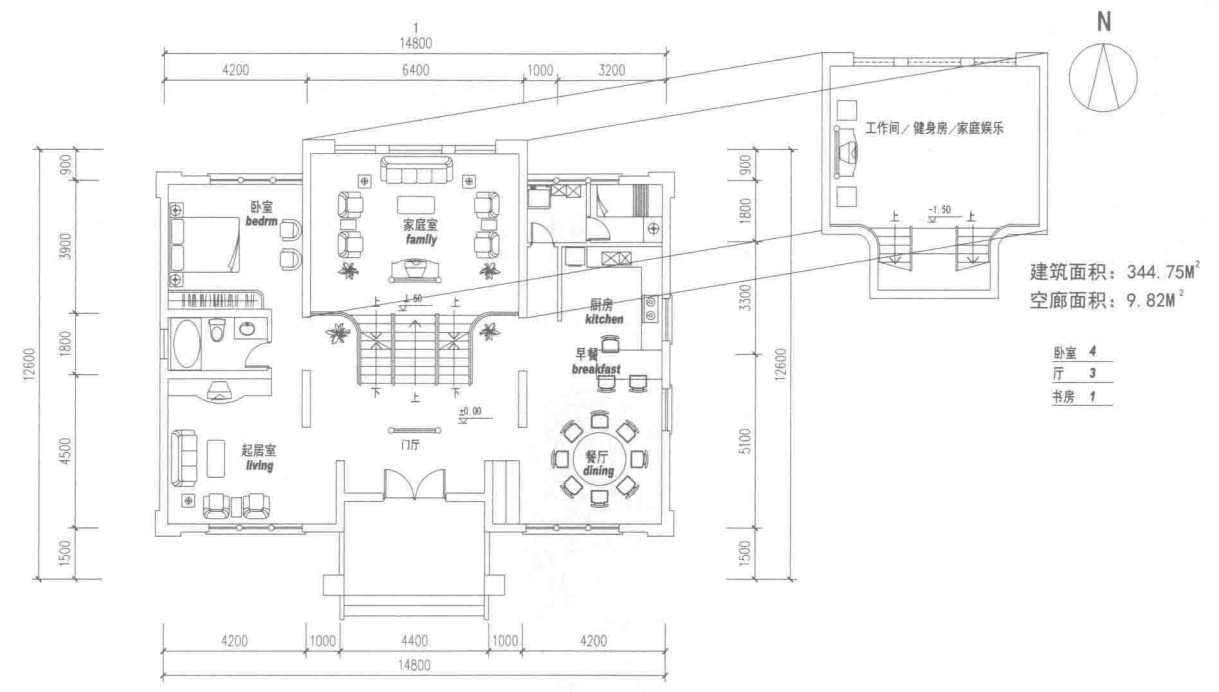 1
14800
4200
6400
1000
3200
N
工作间/健身房/家庭娱乐
上
-1.50
上
建筑面积：344.75M²
空廊面积：9.82M²
卧室 4
厅 3
书房 1
12600
900
3900
1800
4500
1500
900
1800
3300
5100
1500
12600
卧室
bedrm
家庭室
family
上
上
厨房
kitchen
早餐
breakfast
下
上
下
±0.00
门厅
起居室
living
餐厅
dining
4200
1000
4400
1000
4200
14800